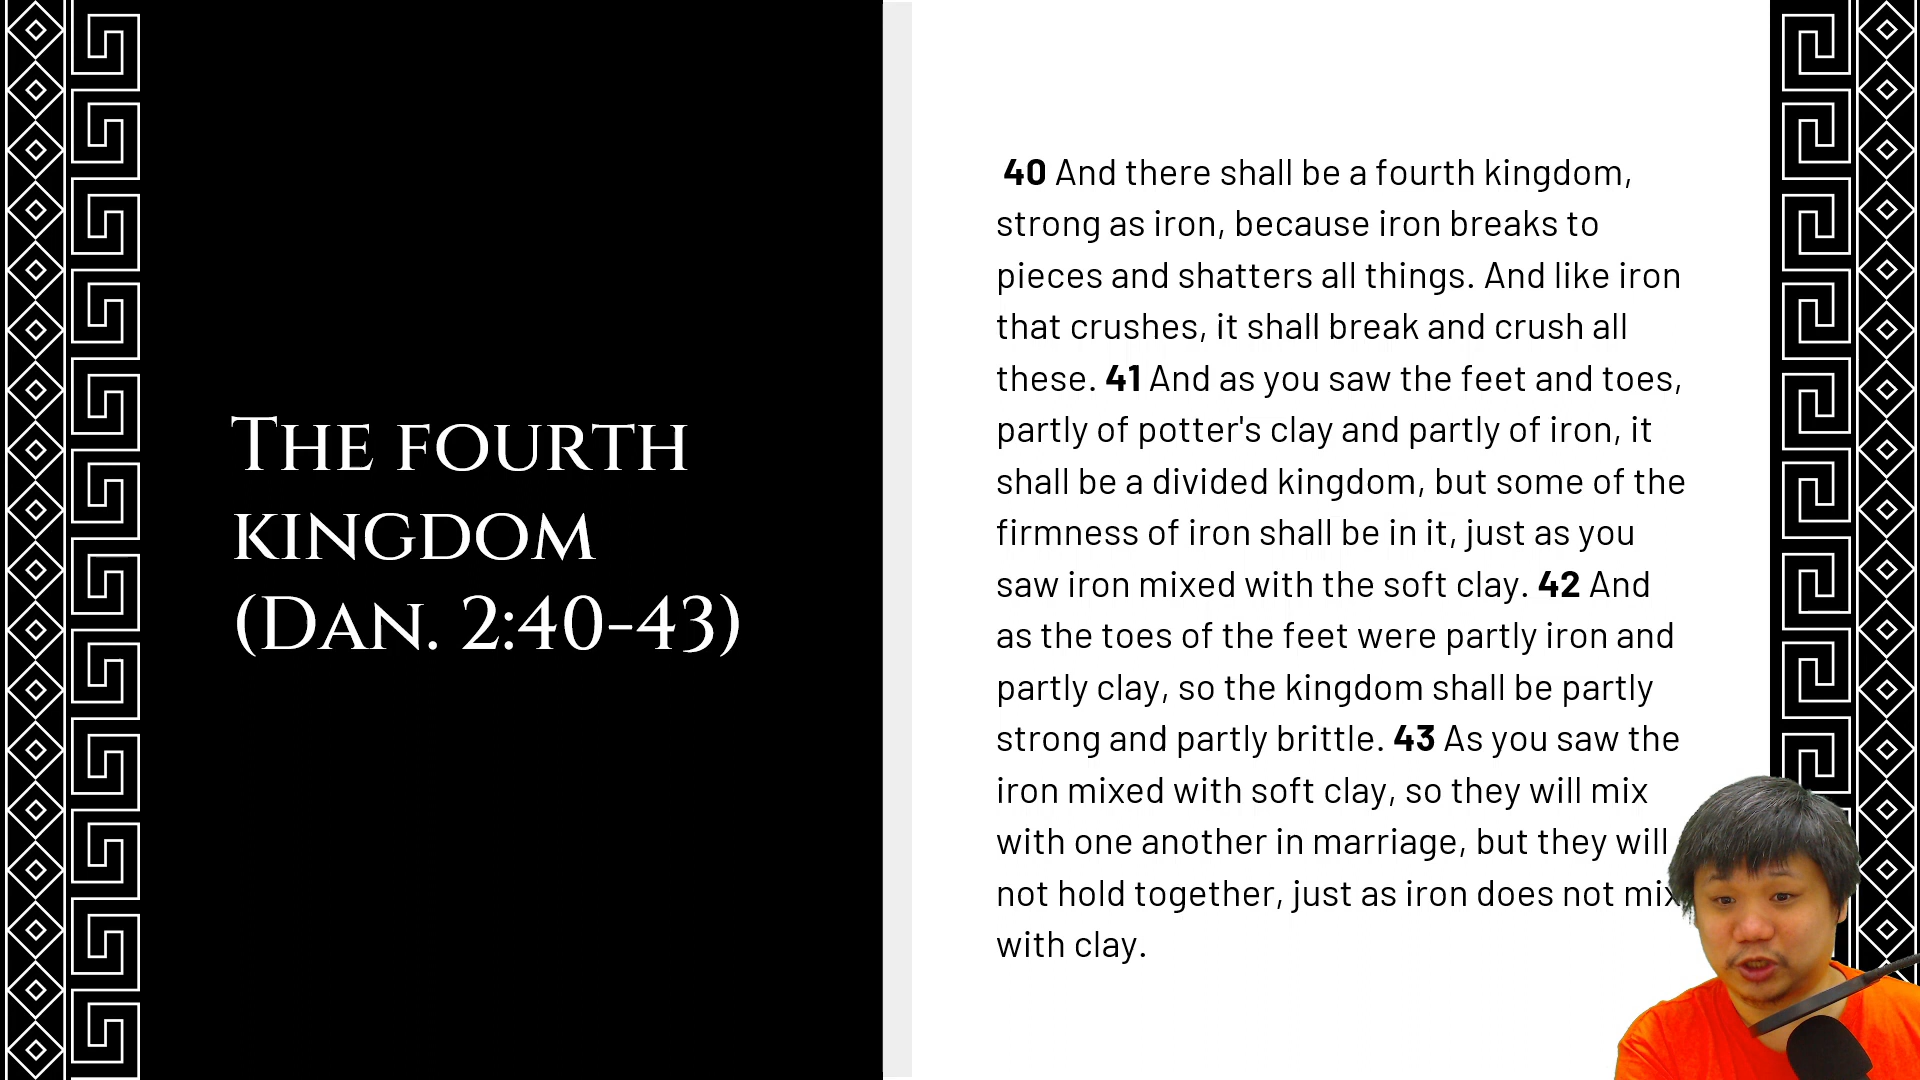 The fourth
kingdom
(Dan. 2:40-43)
40 And there shall be a fourth kingdom,
strong as iron, because iron breaks to
pieces and shatters all things. And like iron
that crushes, it shall break and crush all
these. 41 And as you saw the feet and toes,
partly of potter's clay and partly of iron, it
shall be a divided kingdom, but some of the
firmness of iron shall be in it, just as you
saw iron mixed with the soft clay. 42 And
as the toes of the feet were partly iron and
partly clay, so the kingdom shall be partly
strong and partly brittle. 43 As you saw the
iron mixed with soft clay, so they will mix
with one another in marriage, but they will
not hold together, just as iron does not mix
with clay.